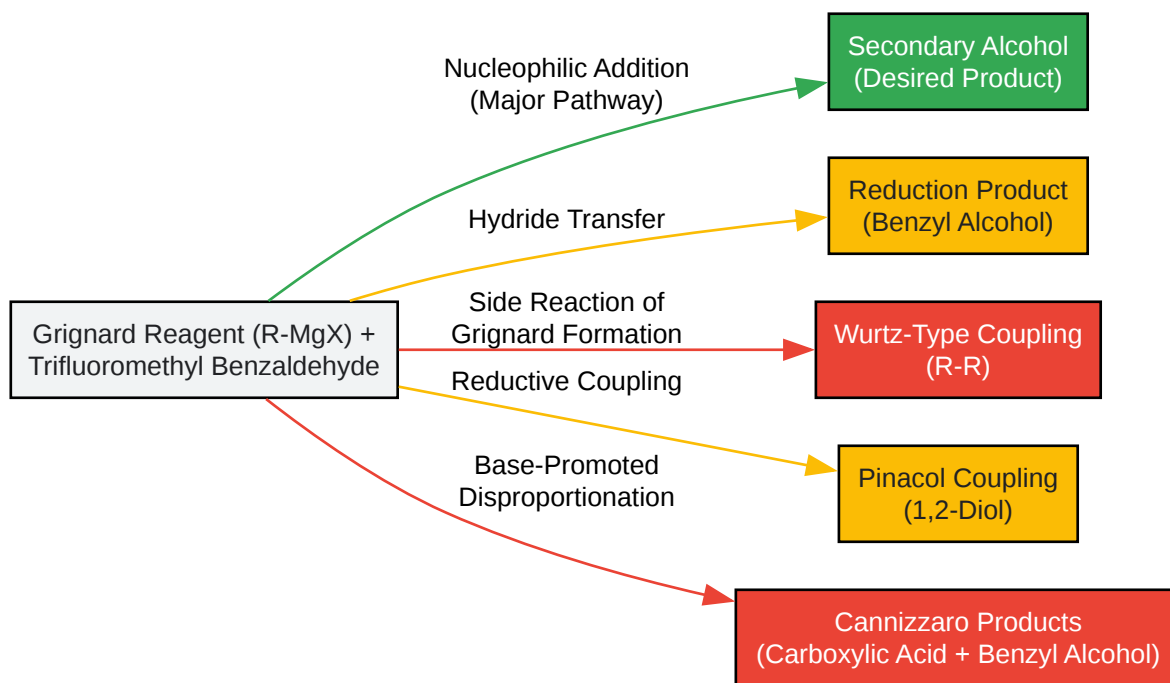 Secondary Alcohol
(Desired Product)
Nucleophilic Addition
(Major Pathway)
Reduction Product
(Benzyl Alcohol)
Hydride Transfer
Grignard Reagent (R-MgX) +
Trifluoromethyl Benzaldehyde
Side Reaction of
Grignard Formation
Wurtz-Type Coupling
(R-R)
Reductive Coupling
Pinacol Coupling
(1,2-Diol)
Base-Promoted
Disproportionation
Cannizzaro Products
(Carboxylic Acid + Benzyl Alcohol)